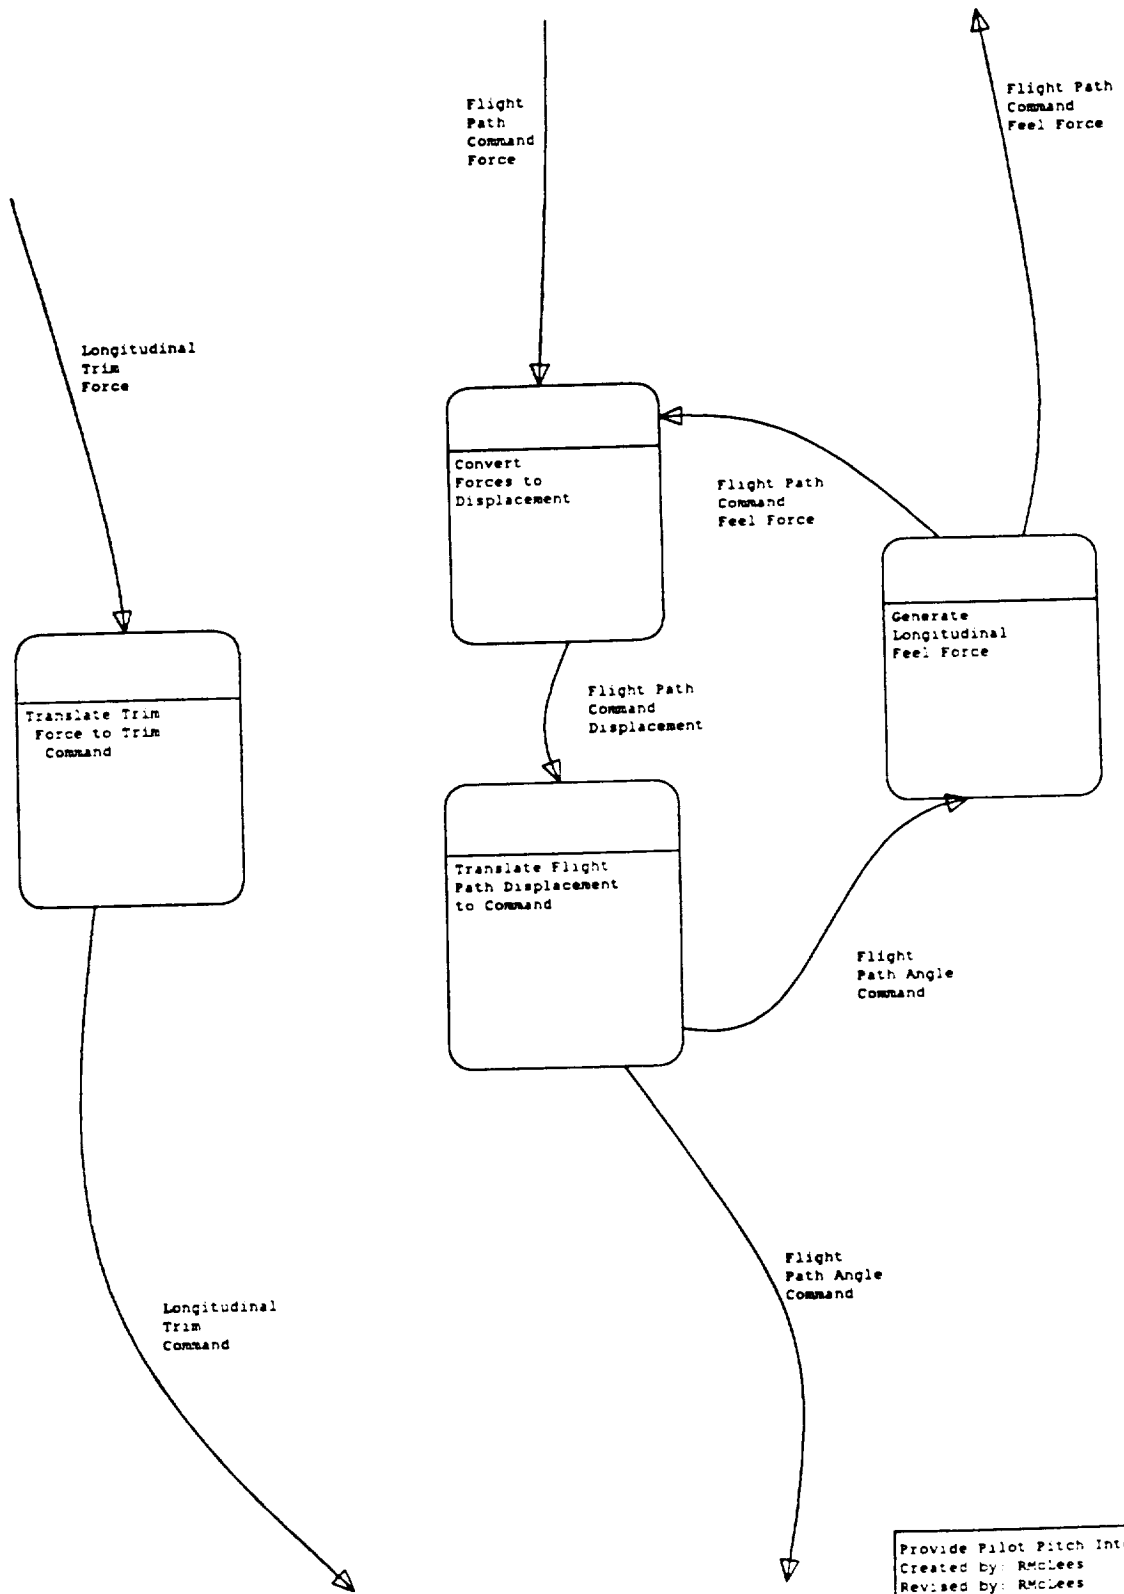 Flight Path
Command
Feel Force
Flight
Path
Command
Force
Longitudinal
Trim
Force
Convert
Forces to
Displacement
Flight Path
Command
Feel Force
Generate
Longitudinal
Feel Force
Flight Path
Command
Displacement
Translate Trim
Force to Trim
Command
Translate Flight
Path Displacement
to Command
Flight
Path Angle
Command
Flight
Path Angle
Command
Longitudinal
Trim
Command
Provide Pilot Pitch
Created by: RMcLees
Revised by: RMcLees